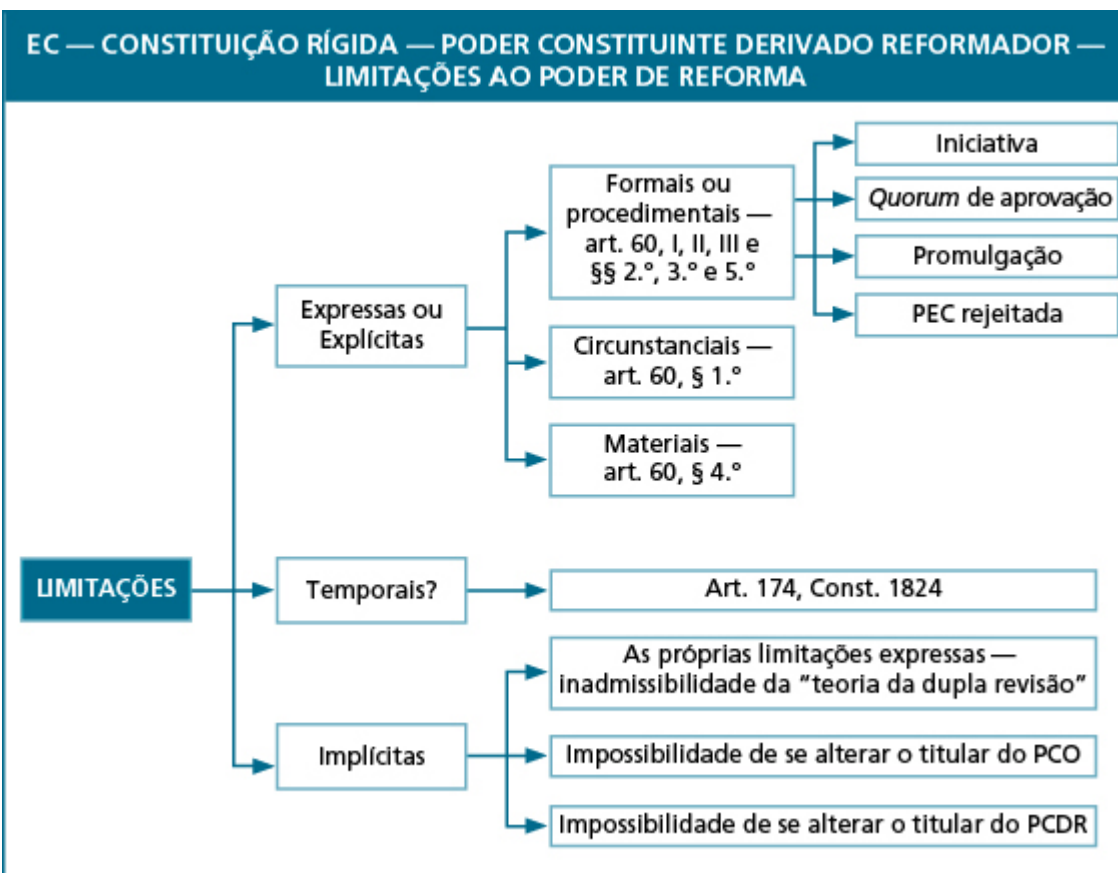 EC — CONSTITUIÇÃO RÍGIDA — PODER CONSTITUINTE DERIVADO REFORMADOR —
LIMITAÇÕES AO PODER DE REFORMA
LIMITAÇÕES
Expressas ou
Explícitas
Formais ou
procedimentais —
art. 60, I, II, III e
§§ 2.º, 3.º e 5.º
Iniciativa
Quorum de aprovação
Promulgação
PEC rejeitada
Circunstanciais —
art. 60, § 1.º
Materiais —
art. 60, § 4.º
Temporais?
Art. 174, Const. 1824
Implícitas
As próprias limitações expressas —
inadmissibilidade da “teoria da dupla revisão”
Impossibilidade de se alterar o titular do PCO
Impossibilidade de se alterar o titular do PCDR